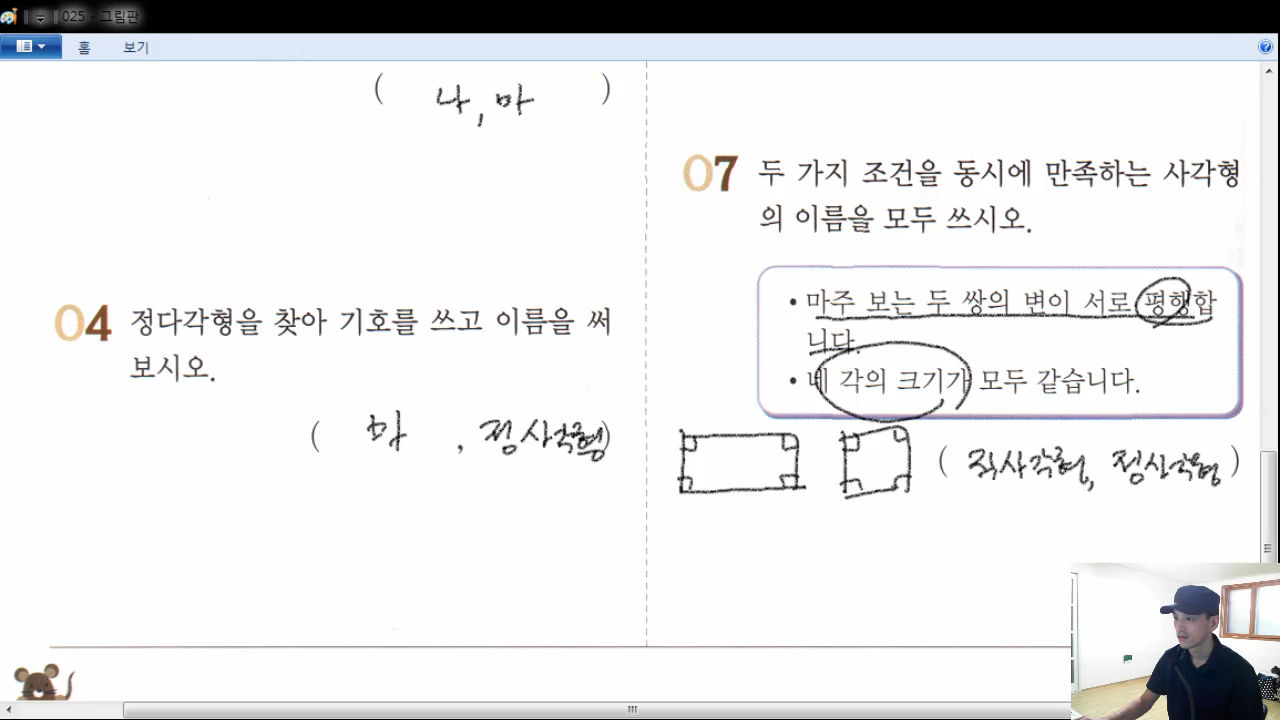 025 - 그림판
홈 보기
( 나, 마 )
04 정다각형을 찾아 기호를 쓰고 이름을 써
보시오.
( 마 , 정사각형)
07 두 가지 조건을 동시에 만족하는 사각형
의 이름을 모두 쓰시오.
• 마주 보는 두 쌍의 변이 서로 평행합
니다.
• 네 각의 크기가 모두 같습니다.
( 직사각형, 정사각형 )